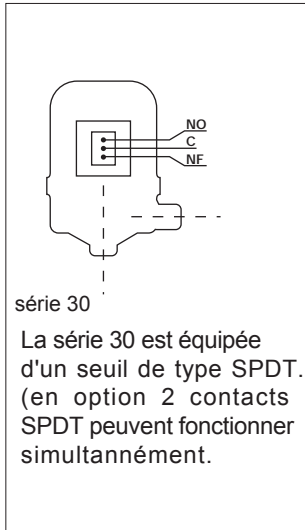 NO
C
NF
série 30
La série 30 est équipée
d'un seuil de type SPDT.
(en option 2 contacts
SPDT peuvent fonctionner
simultannément.